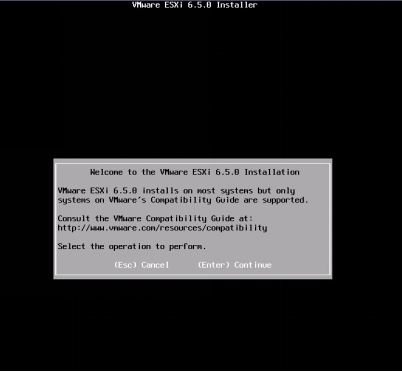 VMware ESXi 6.5.0 Installer
Welcome to the VMware ESXi 6.5.0 Installation
VMware ESXi 6.5.0 installs on most systems but only
systems on VMware's Compatibility Guide are supported.
Consult the VMware Compatibility Guide at:
http://www.vmware.com/resources/compatibility
Select the operation to perform.
(Esc) Cancel (Enter) Continue